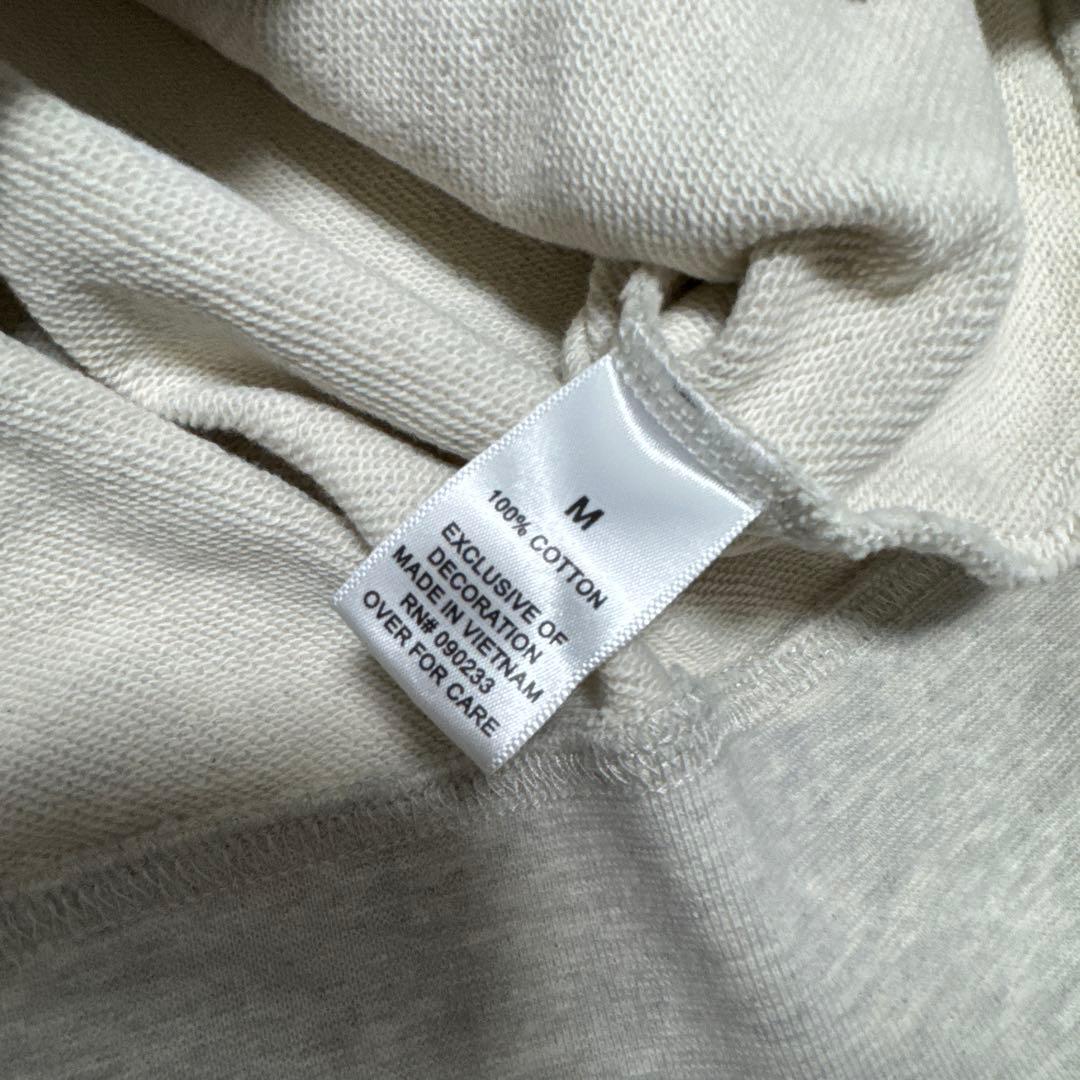 M
100% COTTON
EXCLUSIVE OF
DECORATION
MADE IN VIETNAM
RN# 090233
OVER FOR CARE